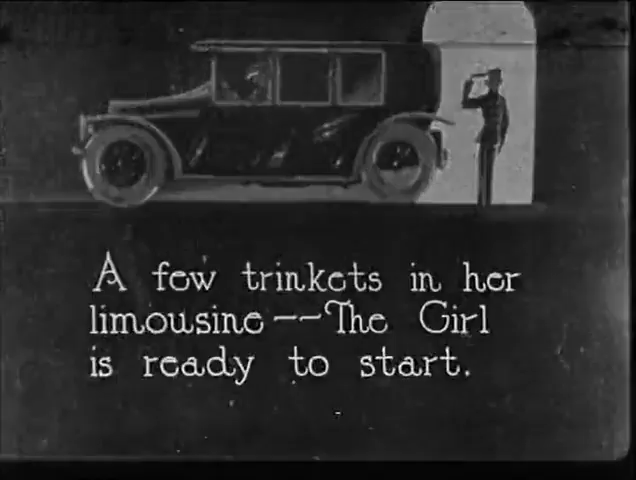 A few trinkets in her
limousine -- The Girl
is ready to start.